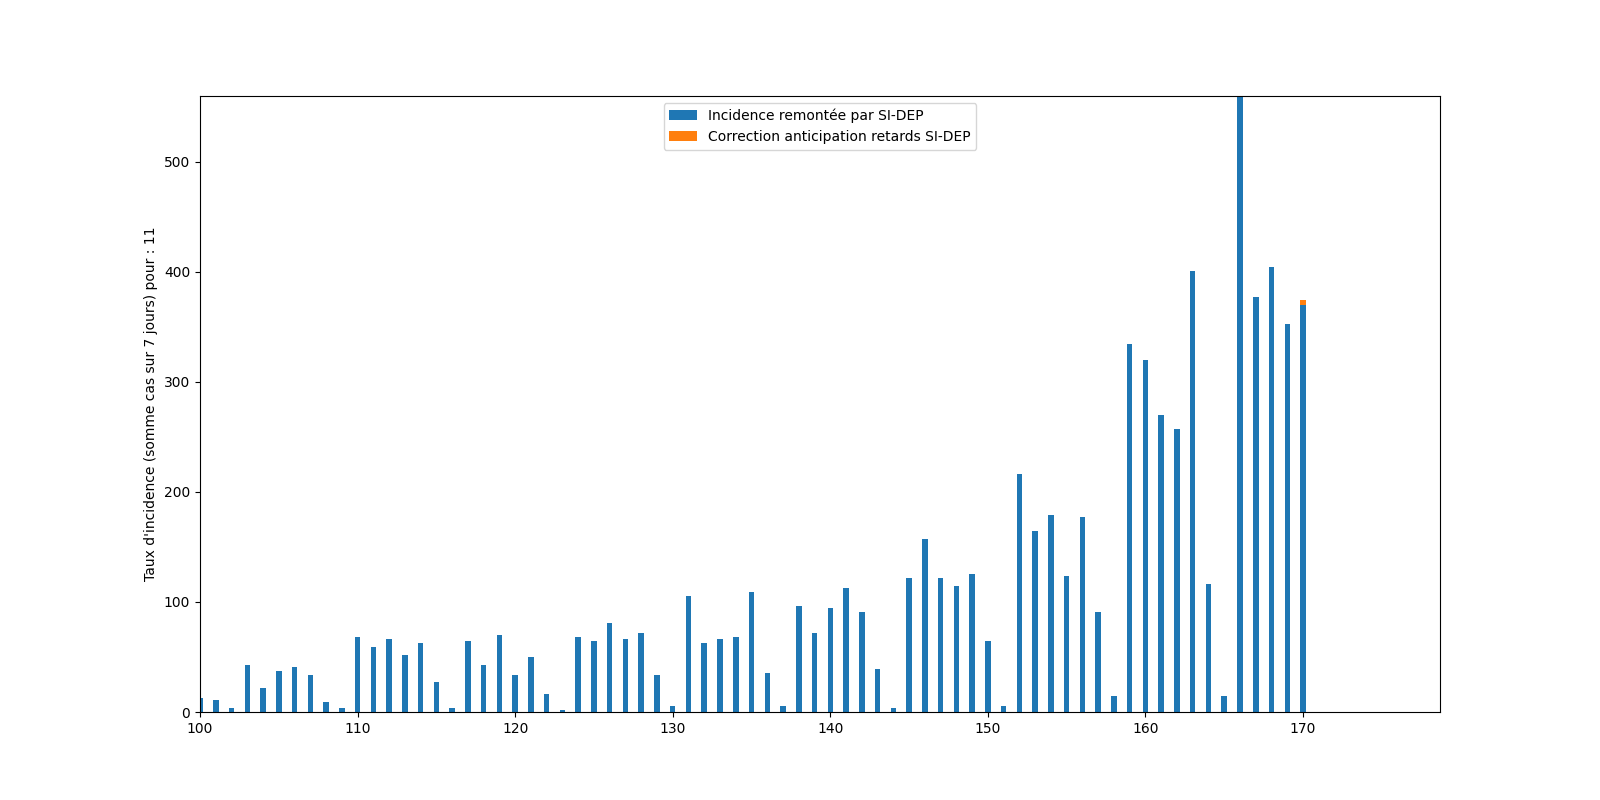 Incidence remontée par SI-DEP
Correction anticipation retards SI-DEP
Taux d'incidence (somme cas sur 7 jours) pour : 11
500
400
300
200
100
0
100 110 120 130 140 150 160 170